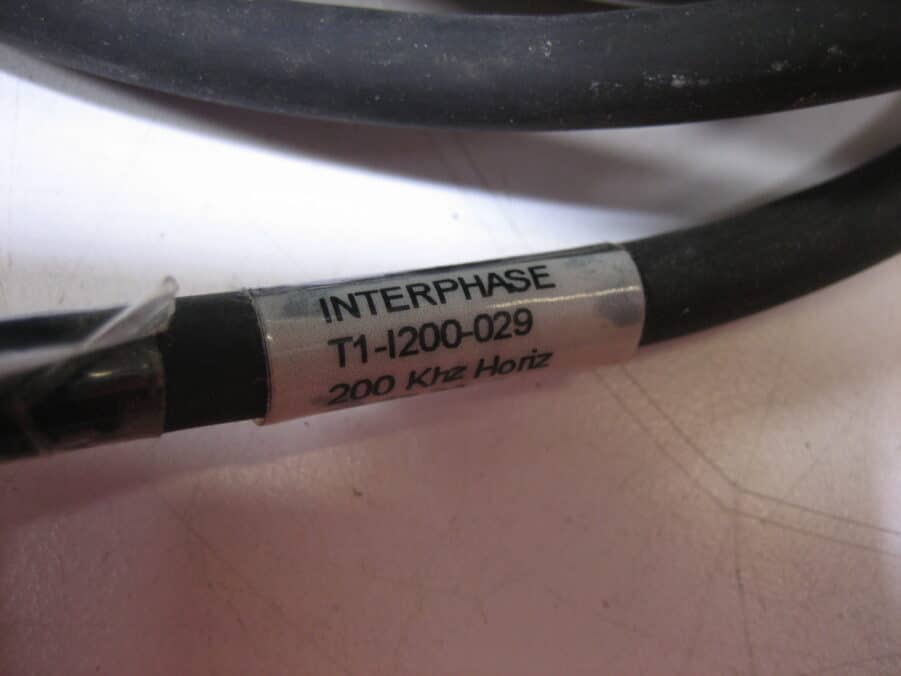 INTERPHASE
T1-I200-029
200 Khz Horiz